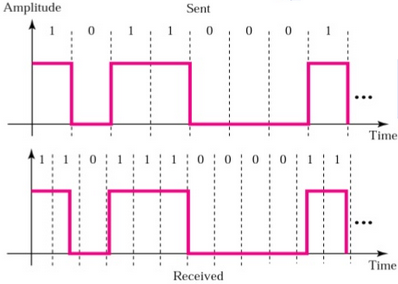 Amplitude Sent
1 0 1 1 0 0 0 1
...
Time
1 1 0 1 1 1 0 0 0 0 1 1
...
Time
Received